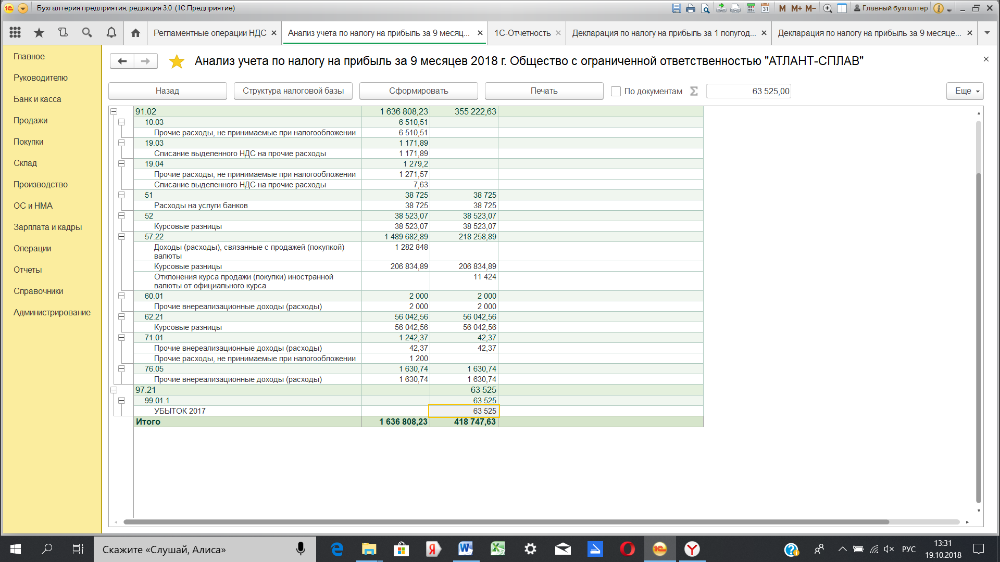 Бухгалтерия предприятия, редакция 3.0 (1С:Предприятие)
M M+ M−
Главный бухгалтер
Регламентные операции НДС
Анализ учета по налогу на прибыль за 9 месяц...
1С-Отчетность
Декларация по налогу на прибыль за 1 полугод...
Декларация по налогу на прибыль за 9 месяце...
Главное
Руководителю
Банк и касса
Продажи
Покупки
Склад
Производство
ОС и НМА
Зарплата и кадры
Операции
Отчеты
Справочники
Администрирование
Анализ учета по налогу на прибыль за 9 месяцев 2018 г. Общество с ограниченной ответственностью "АТЛАНТ-СПЛАВ"
Назад
Структура налоговой базы
Сформировать
Печать
По документам
Σ
63 525,00
Еще
91.02 1 636 808,23 355 222,63
10.03 6 510,51
Прочие расходы, не принимаемые при налогообложении 6 510,51
19.03 1 171,89
Списание выделенного НДС на прочие расходы 1 171,89
19.04 1 279,2
Прочие расходы, не принимаемые при налогообложении 1 271,57
Списание выделенного НДС на прочие расходы 7,63
51 38 725 38 725
Расходы на услуги банков 38 725 38 725
52 38 523,07 38 523,07
Курсовые разницы 38 523,07 38 523,07
57.22 1 489 682,89 218 258,89
Доходы (расходы), связанные с продажей (покупкой) 1 282 848
валюты
Курсовые разницы 206 834,89 206 834,89
Отклонения курса продажи (покупки) иностранной 11 424
валюты от официального курса
60.01 2 000 2 000
Прочие внереализационные доходы (расходы) 2 000 2 000
62.21 56 042,56 56 042,56
Курсовые разницы 56 042,56 56 042,56
71.01 1 242,37 42,37
Прочие внереализационные доходы (расходы) 42,37 42,37
Прочие расходы, не принимаемые при налогообложении 1 200
76.05 1 630,74 1 630,74
Прочие внереализационные доходы (расходы) 1 630,74 1 630,74
97.21 63 525
99.01.1 63 525
УБЫТОК 2017 63 525
Итого 1 636 808,23 418 747,63
Скажите «Слушай, Алиса»
РУС
13:31
19.10.2018